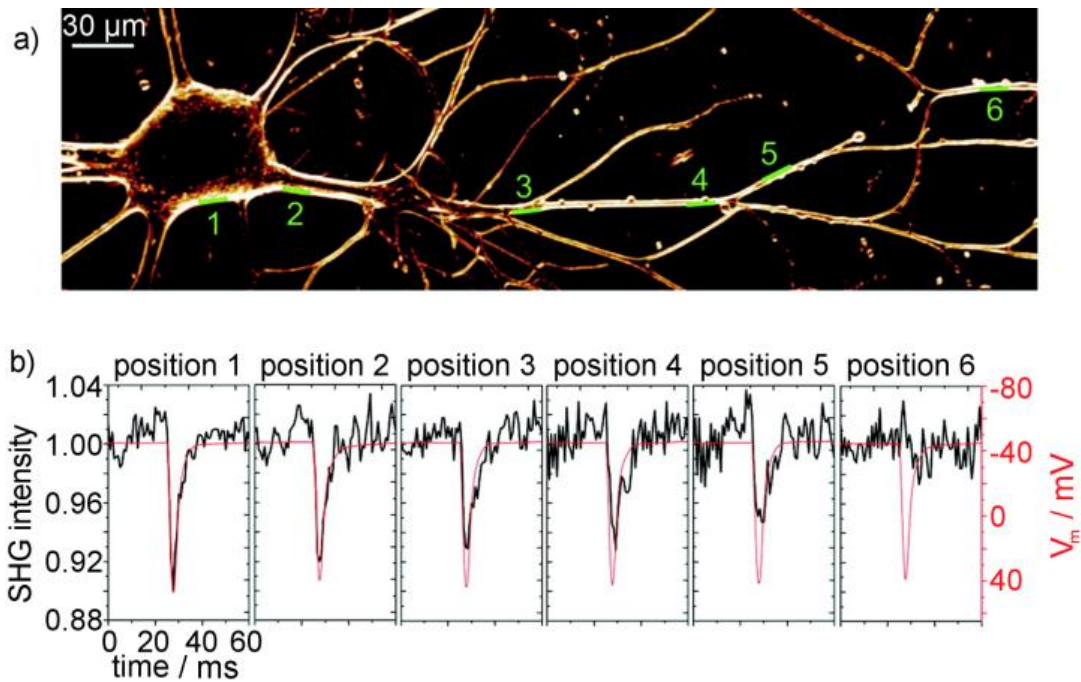 a)
30 μm
1
2
3
4
5
6
b)
position 1 position 2 position 3 position 4 position 5 position 6
1.04
1.00
0.96
0.92
0.88
SHG intensity
-80
-40
0
40
Vm / mV
0 20 40 60
time / ms